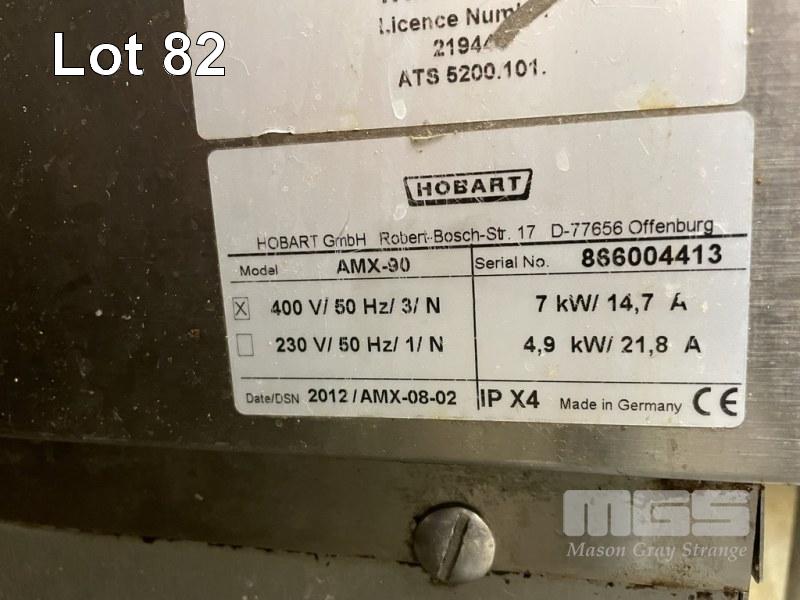 Lot 82
Licence Number
21944
ATS 5200.101.
HOBART
HOBART GmbH Robert-Bosch-Str. 17 D-77656 Offenburg
Model AMX-90 Serial No. 866004413
X 400 V/ 50 Hz/ 3/ N 7 kW/ 14,7 A
230 V/ 50 Hz/ 1/ N 4,9 kW/ 21,8 A
Date/DSN 2012 / AMX-08-02 IP X4 Made in Germany CE
MGS
Mason Gray Strange